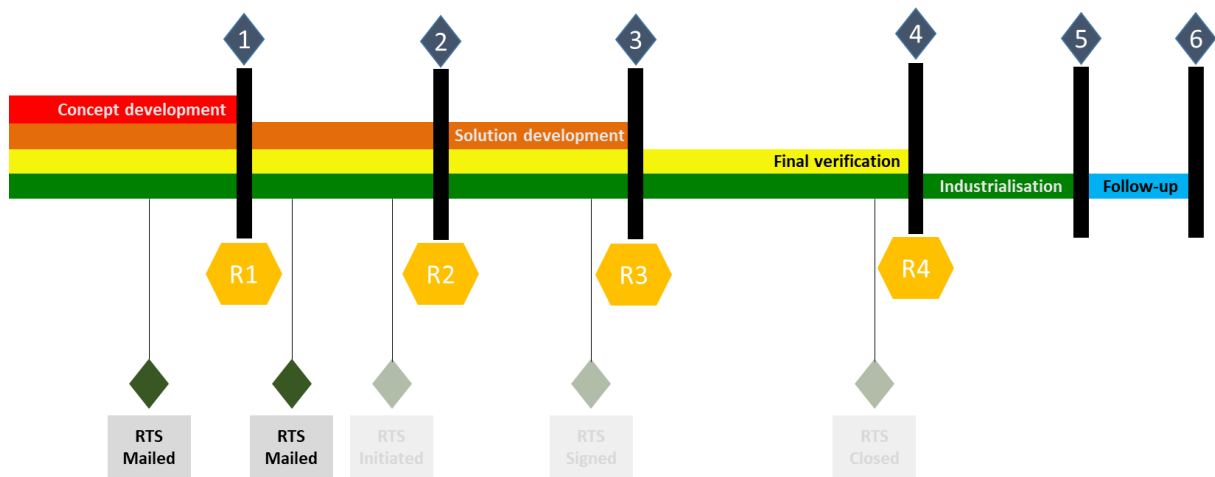 1
2
3
4
5
6
Concept development
Solution development
Final verification
Industrialisation
Follow-up
R1
R2
R3
R4
RTS
Mailed
RTS
Mailed
RTS
Initiated
RTS
Signed
RTS
Closed